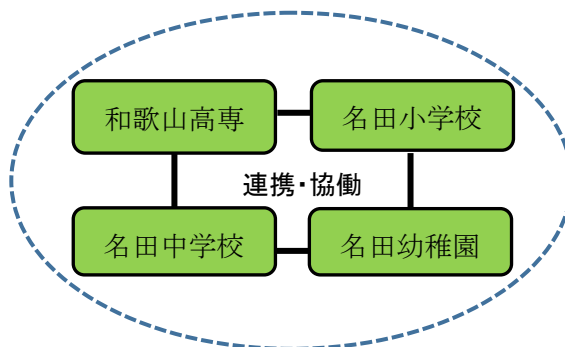 和歌山高専
名田小学校
連携・協働
名田中学校
名田幼稚園